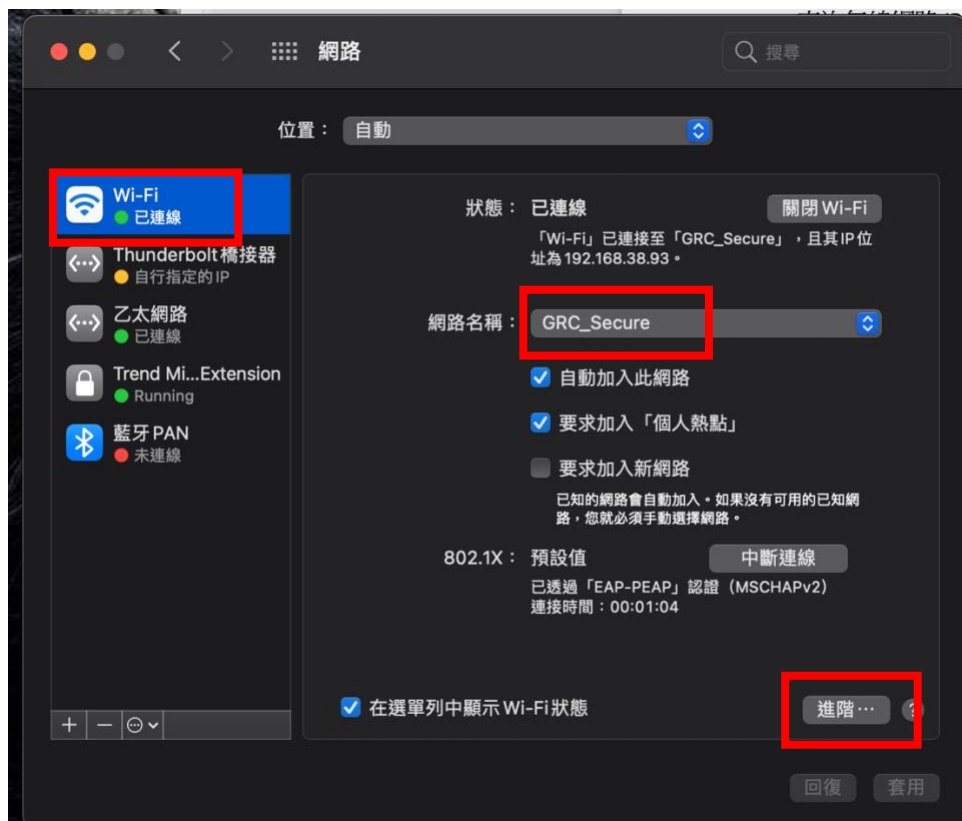 網路
搜尋
位置： 自動
Wi-Fi
已連線
Thunderbolt 橋接器
自行指定的 IP
乙太網路
已連線
Trend Mi...Extension
Running
藍牙 PAN
未連線
狀態： 已連線
關閉 Wi-Fi
「Wi-Fi」已連接至「GRC_Secure」，且其 IP 位
址為 192.168.38.93。
網路名稱： GRC_Secure
自動加入此網路
要求加入「個人熱點」
要求加入新網路
已知的網路會自動加入。如果沒有可用的已知網
路，您就必須手動選擇網路。
802.1X： 預設值
中斷連線
已透過「EAP-PEAP」認證（MSCHAPv2）
連接時間：00:01:04
在選單列中顯示 Wi-Fi 狀態
進階…
?
回復
套用